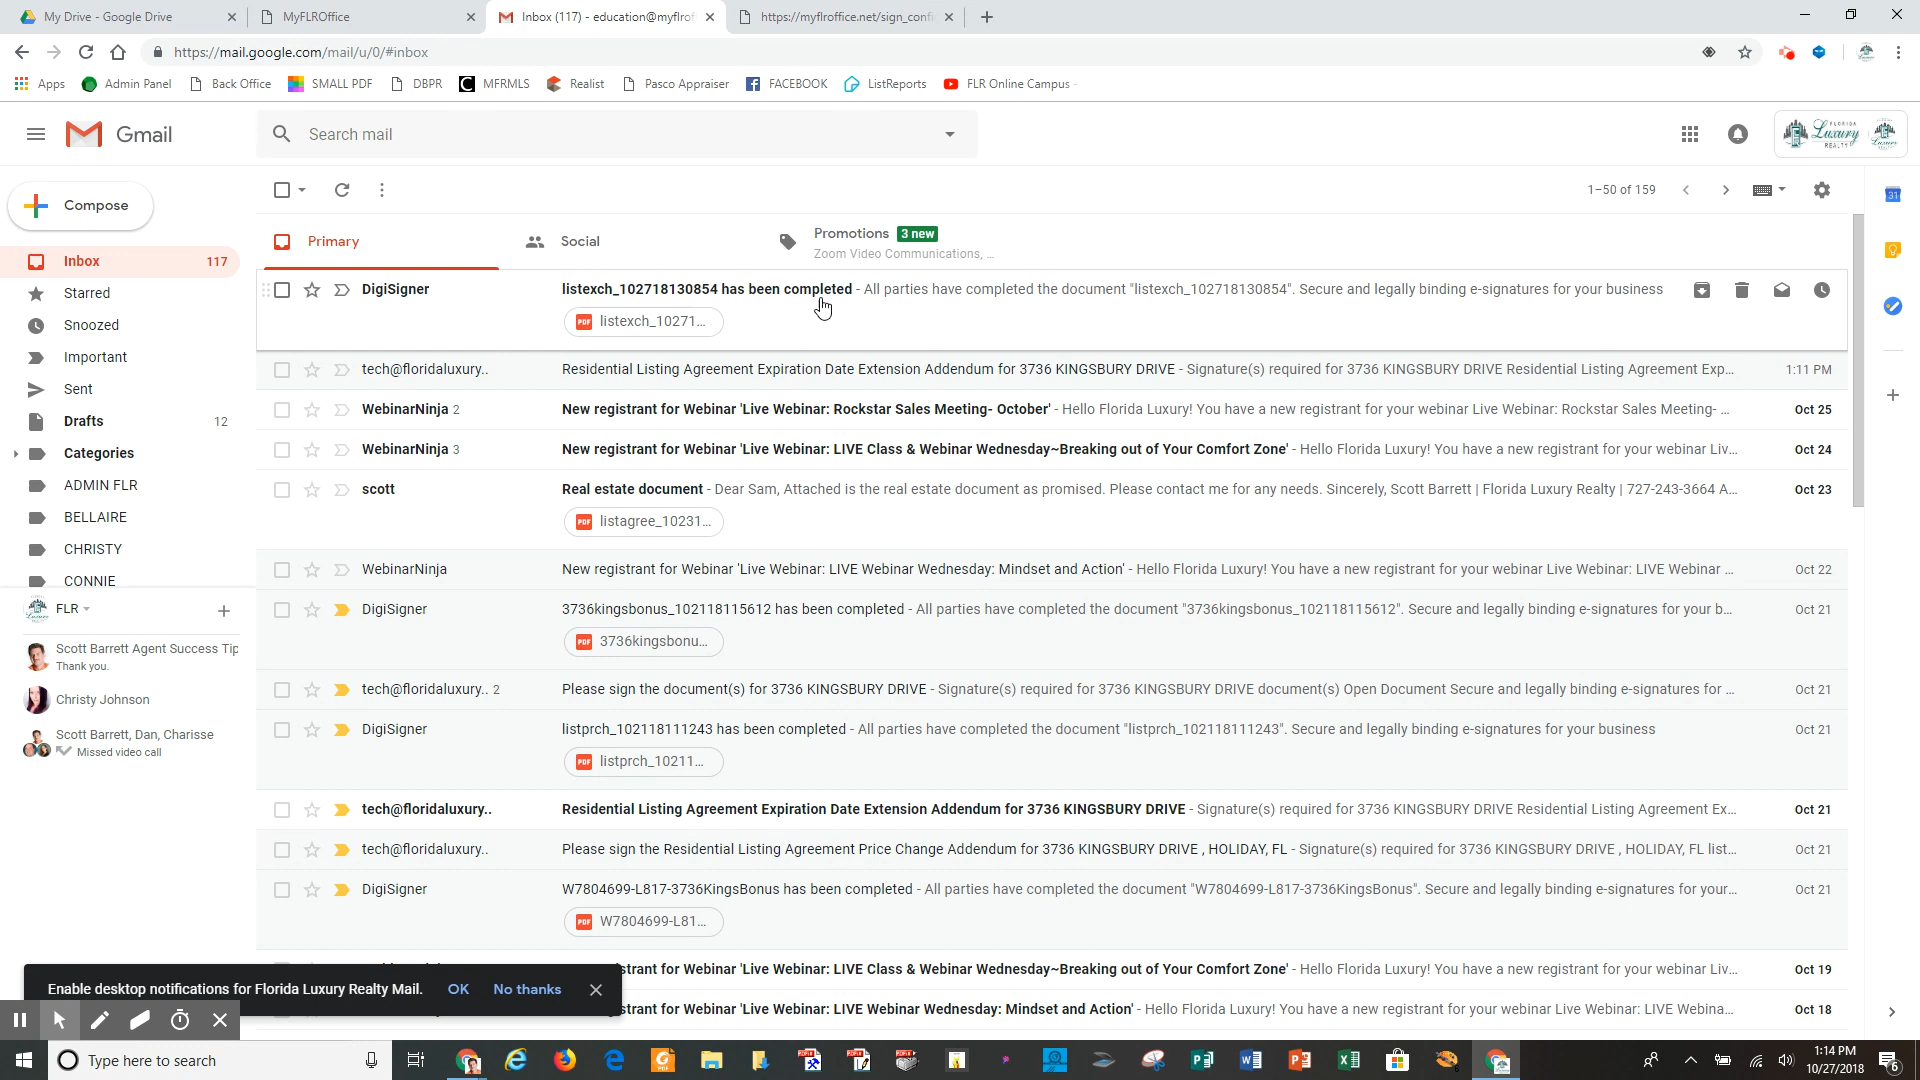 My Drive - Google Drive
MyFLROffice
Inbox (117) - education@myflrof
https://myflroffice.net/sign_confi
https://mail.google.com/mail/u/0/#inbox
Apps
Admin Panel
Back Office
SMALL PDF
DBPR
MFRMLS
Realist
Pasco Appraiser
FACEBOOK
ListReports
FLR Online Campus -
Gmail
Search mail
FLORIDA
Luxury
REALTY
Compose
1–50 of 159
Primary
Social
Promotions 3 new
Zoom Video Communications, ...
Inbox 117
Starred
Snoozed
Important
Sent
Drafts 12
Categories
ADMIN FLR
BELLAIRE
CHRISTY
CONNIE
FLR
Scott Barrett Agent Success Tip
Thank you.
Christy Johnson
Scott Barrett, Dan, Charisse
Missed video call
DigiSigner listexch_102718130854 has been completed - All parties have completed the document "listexch_102718130854". Secure and legally binding e-signatures for your business
PDF listexch_10271...
tech@floridaluxury.. Residential Listing Agreement Expiration Date Extension Addendum for 3736 KINGSBURY DRIVE - Signature(s) required for 3736 KINGSBURY DRIVE Residential Listing Agreement Exp... 1:11 PM
WebinarNinja 2 New registrant for Webinar 'Live Webinar: Rockstar Sales Meeting- October' - Hello Florida Luxury! You have a new registrant for your webinar Live Webinar: Rockstar Sales Meeting- ... Oct 25
WebinarNinja 3 New registrant for Webinar 'Live Webinar: LIVE Class & Webinar Wednesday~Breaking out of Your Comfort Zone' - Hello Florida Luxury! You have a new registrant for your webinar Liv... Oct 24
scott Real estate document - Dear Sam, Attached is the real estate document as promised. Please contact me for any needs. Sincerely, Scott Barrett | Florida Luxury Realty | 727-243-3664 A... Oct 23
PDF listagree_10231...
WebinarNinja New registrant for Webinar 'Live Webinar: LIVE Webinar Wednesday: Mindset and Action' - Hello Florida Luxury! You have a new registrant for your webinar Live Webinar: LIVE Webinar ... Oct 22
DigiSigner 3736kingsbonus_102118115612 has been completed - All parties have completed the document "3736kingsbonus_102118115612". Secure and legally binding e-signatures for your b... Oct 21
PDF 3736kingsbonu...
tech@floridaluxury.. 2 Please sign the document(s) for 3736 KINGSBURY DRIVE - Signature(s) required for 3736 KINGSBURY DRIVE document(s) Open Document Secure and legally binding e-signatures for ... Oct 21
DigiSigner listprch_102118111243 has been completed - All parties have completed the document "listprch_102118111243". Secure and legally binding e-signatures for your business Oct 21
PDF listprch_10211...
tech@floridaluxury.. Residential Listing Agreement Expiration Date Extension Addendum for 3736 KINGSBURY DRIVE - Signature(s) required for 3736 KINGSBURY DRIVE Residential Listing Agreement Ex... Oct 21
tech@floridaluxury.. Please sign the Residential Listing Agreement Price Change Addendum for 3736 KINGSBURY DRIVE , HOLIDAY, FL - Signature(s) required for 3736 KINGSBURY DRIVE , HOLIDAY, FL list... Oct 21
DigiSigner W7804699-L817-3736KingsBonus has been completed - All parties have completed the document "W7804699-L817-3736KingsBonus". Secure and legally binding e-signatures for your... Oct 21
PDF W7804699-L81...
strant for Webinar 'Live Webinar: LIVE Class & Webinar Wednesday~Breaking out of Your Comfort Zone' - Hello Florida Luxury! You have a new registrant for your webinar Liv... Oct 19
Enable desktop notifications for Florida Luxury Realty Mail. OK No thanks
strant for Webinar 'Live Webinar: LIVE Webinar Wednesday: Mindset and Action' - Hello Florida Luxury! You have a new registrant for your webinar Live Webinar: LIVE Webina... Oct 18
Type here to search
1:14 PM
10/27/2018
6